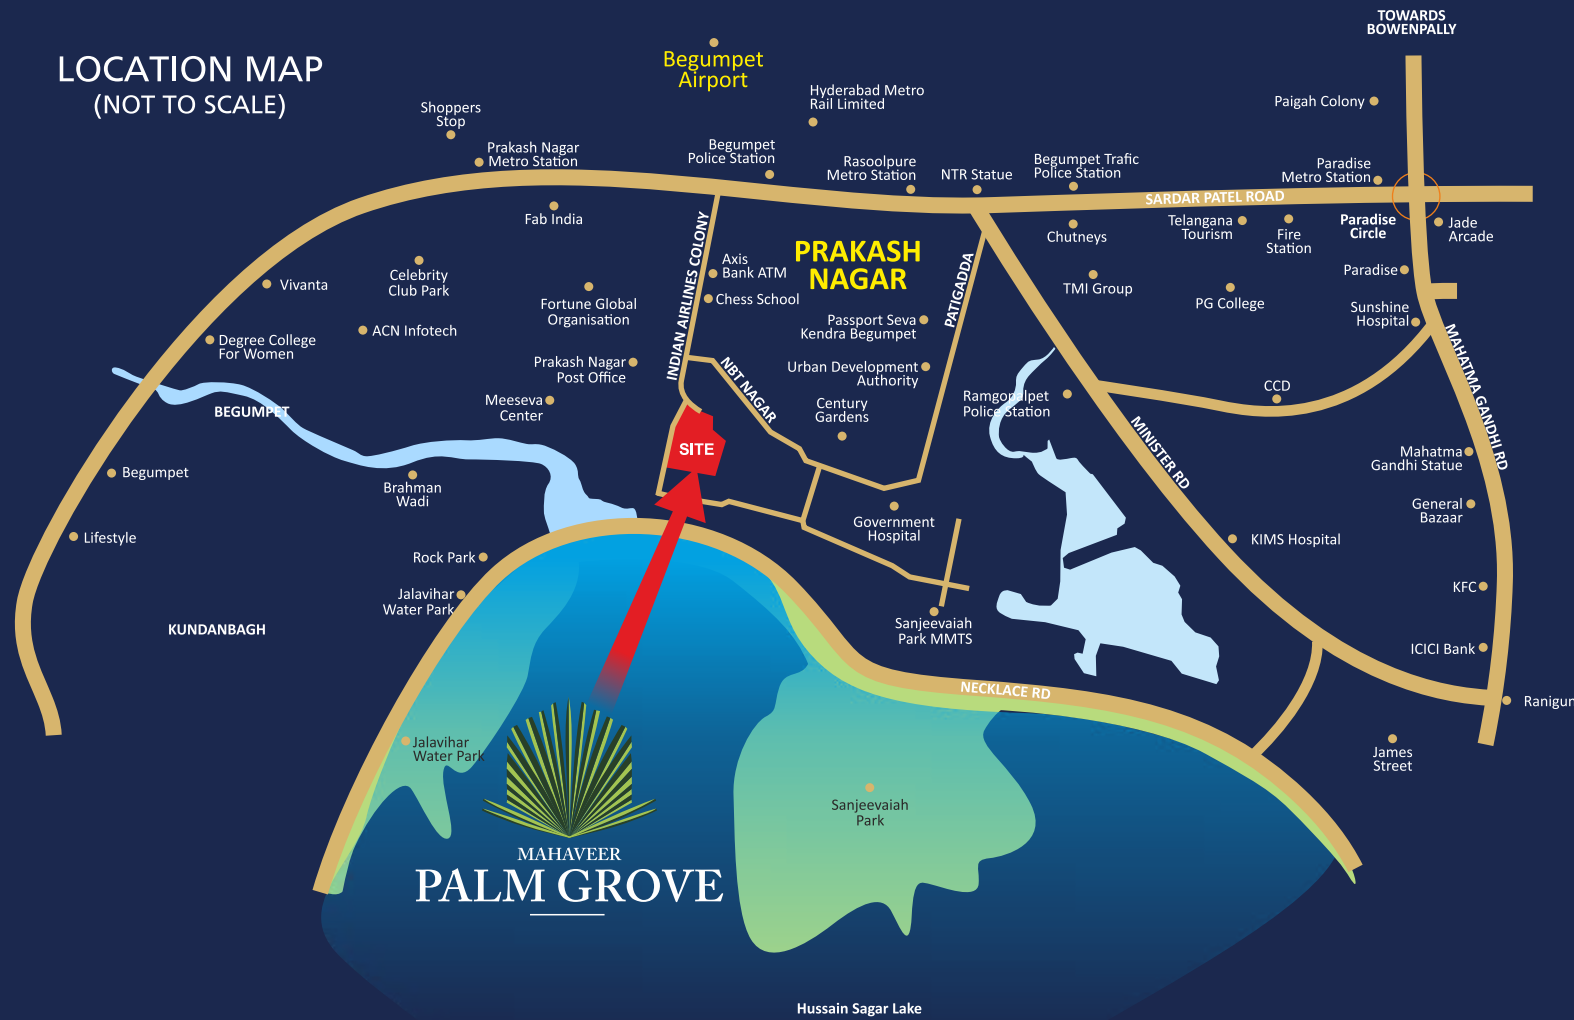 TOWARDS
BOWENPALLY
LOCATION MAP
(NOT TO SCALE)
Begumpet
Airport
Hyderabad Metro
Rail Limited
Paigah Colony
Shoppers
Stop
Prakash Nagar
Metro Station
Begumpet
Police Station
Rasoolpure
Metro Station
NTR Statue
Begumpet Trafic
Police Station
Paradise
Metro Station
SARDAR PATEL ROAD
Fab India
INDIAN AIRLINES COLONY
PRAKASH
NAGAR
PATIGADDA
Chutneys
Telangana
Tourism
Fire
Station
Paradise
Circle
Jade
Arcade
Celebrity
Club Park
Vivanta
Axis
Bank ATM
Chess School
Fortune Global
Organisation
TMI Group
PG College
Paradise
Sunshine
Hospital
ACN Infotech
Degree College
For Women
Passport Seva
Kendra Begumpet
Prakash Nagar
Post Office
NBT NAGAR
Urban Development
Authority
MAHATMA GANDHI RD
Meeseva
Center
Century
Gardens
Ramgopalpet
Police Station
CCD
BEGUMPET
SITE
MINISTER RD
Mahatma
Gandhi Statue
Begumpet
Brahman
Wadi
General
Bazaar
Government
Hospital
Lifestyle
Rock Park
KIMS Hospital
Jalavihar
Water Park
KFC
KUNDANBAGH
Sanjeevaiah
Park MMTS
ICICI Bank
NECKLACE RD
Ranigun
Jalavihar
Water Park
James
Street
Sanjeevaiah
Park
MAHAVEER
PALM GROVE
Hussain Sagar Lake